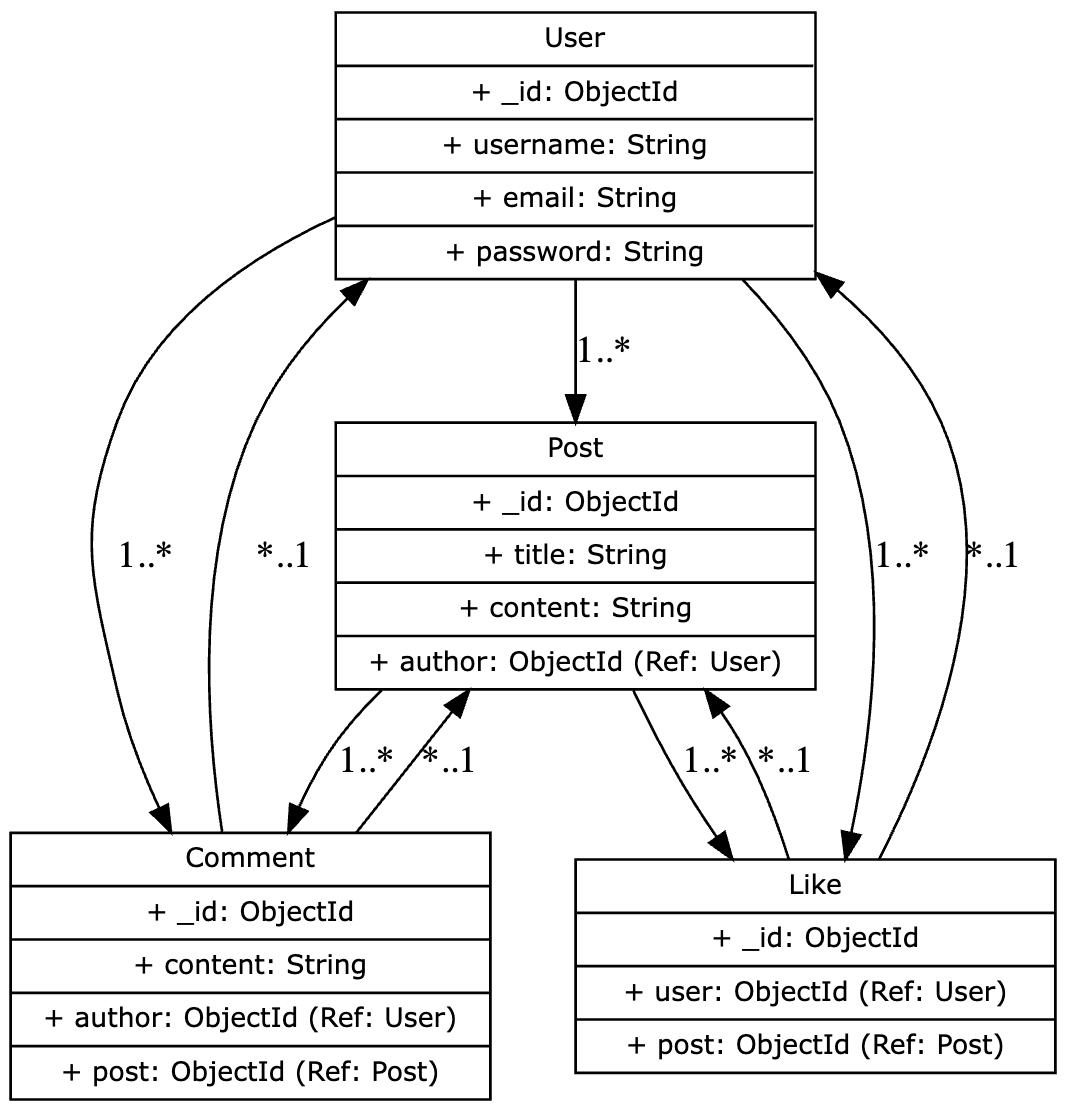 User
+ _id: ObjectId
+ username: String
+ email: String
+ password: String
1..*
Post
+ _id: ObjectId
+ title: String
+ content: String
+ author: ObjectId (Ref: User)
1..*
*..1
1..*
*..1
1..*
*..1
1..*
*..1
Comment
+ _id: ObjectId
+ content: String
+ author: ObjectId (Ref: User)
+ post: ObjectId (Ref: Post)
Like
+ _id: ObjectId
+ user: ObjectId (Ref: User)
+ post: ObjectId (Ref: Post)